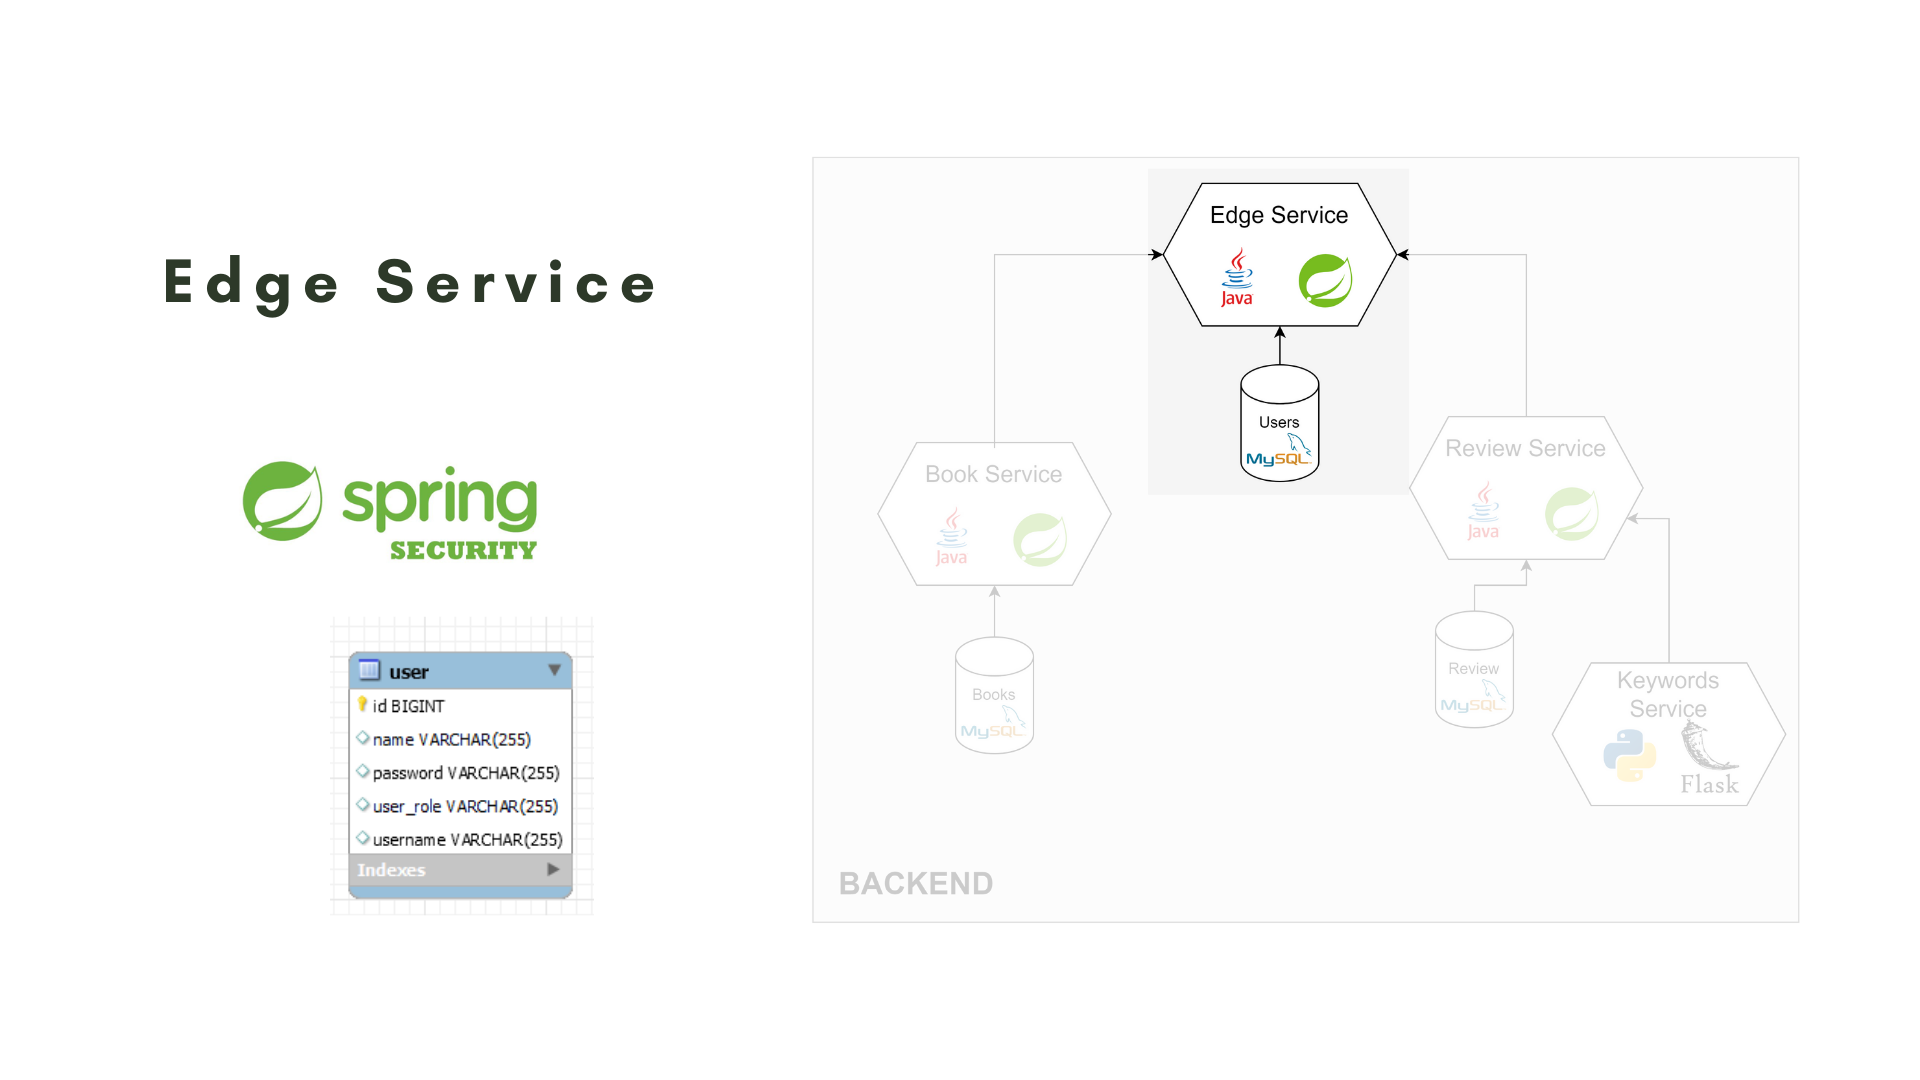 Edge Service
spring
SECURITY
user
id BIGINT
name VARCHAR(255)
password VARCHAR(255)
user_role VARCHAR(255)
username VARCHAR(255)
Indexes
Edge Service
Java
Users
MySQL
Book Service
Java
Books
MySQL
Review Service
Java
Review
MySQL
Keywords
Service
Flask
BACKEND